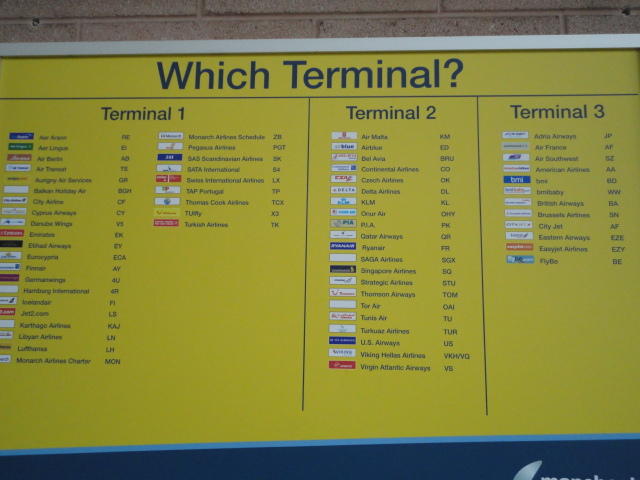 Which Terminal?
Terminal 1
Aer Arann RE
Aer Lingus EI
Air Berlin AB
Air Transat TS
Aurigny Air Services GR
Balkan Holiday Air BGH
City Airline CF
Cyprus Airways CY
Danube Wings V5
Emirates EK
Etihad Airways EY
Eurocypria ECA
Finnair AY
Germanwings 4U
Hamburg International 4R
Icelandair FI
Jet2.com LS
Karthago Airlines KAJ
Libyan Airlines LN
Lufthansa LH
Monarch Airlines Charter MON
Monarch Airlines Schedule ZB
Pegasus Airlines PGT
SAS Scandinavian Airlines SK
SATA International S4
Swiss International Airlines LX
TAP Portugal TP
Thomas Cook Airlines TCX
TUIfly X3
Turkish Airlines TK
Terminal 2
Air Malta KM
Airblue ED
Bel Avia BRU
Continental Airlines CO
Czech Airlines OK
Delta Airlines DL
KLM KL
Onur Air OHY
P.I.A. PK
Qatar Airways QR
Ryanair FR
SAGA Airlines SGX
Singapore Airlines SQ
Strategic Airlines STU
Thomson Airways TOM
Tor Air OAI
Tunis Air TU
Turkuaz Airlines TUR
U.S. Airways US
Viking Hellas Airlines VKH/VQ
Virgin Atlantic Airways VS
Terminal 3
Adria Airways JP
Air France AF
Air Southwest SZ
American Airlines AA
bmi BD
bmibaby WW
British Airways BA
Brussels Airlines SN
City Jet AF
Eastern Airways EZE
Easyjet Airlines EZY
FlyBe BE